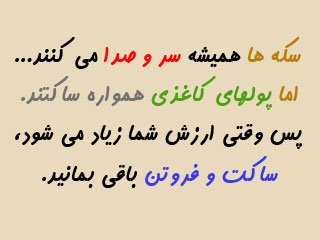 سکه ها همیشه سر و صدا می کنند...
اما پولهای کاغذی همواره ساکتند.
پس وقتی ارزش شما زیاد می شود،
ساکت و فروتن باقی بمانید.